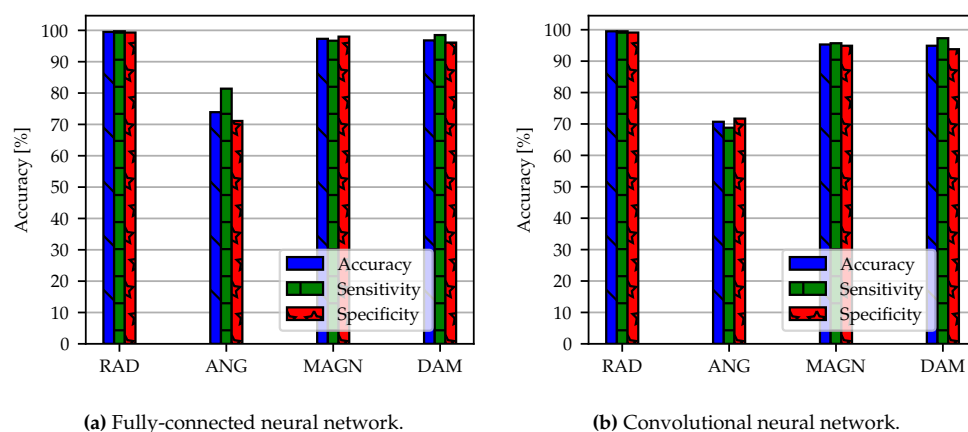 100
90
80
70
60
50
40
30
20
10
0
Accuracy [%]
Accuracy
Sensitivity
Specificity
RAD ANG MAGN DAM
(a) Fully-connected neural network.
100
90
80
70
60
50
40
30
20
10
0
Accuracy [%]
Accuracy
Sensitivity
Specificity
RAD ANG MAGN DAM
(b) Convolutional neural network.